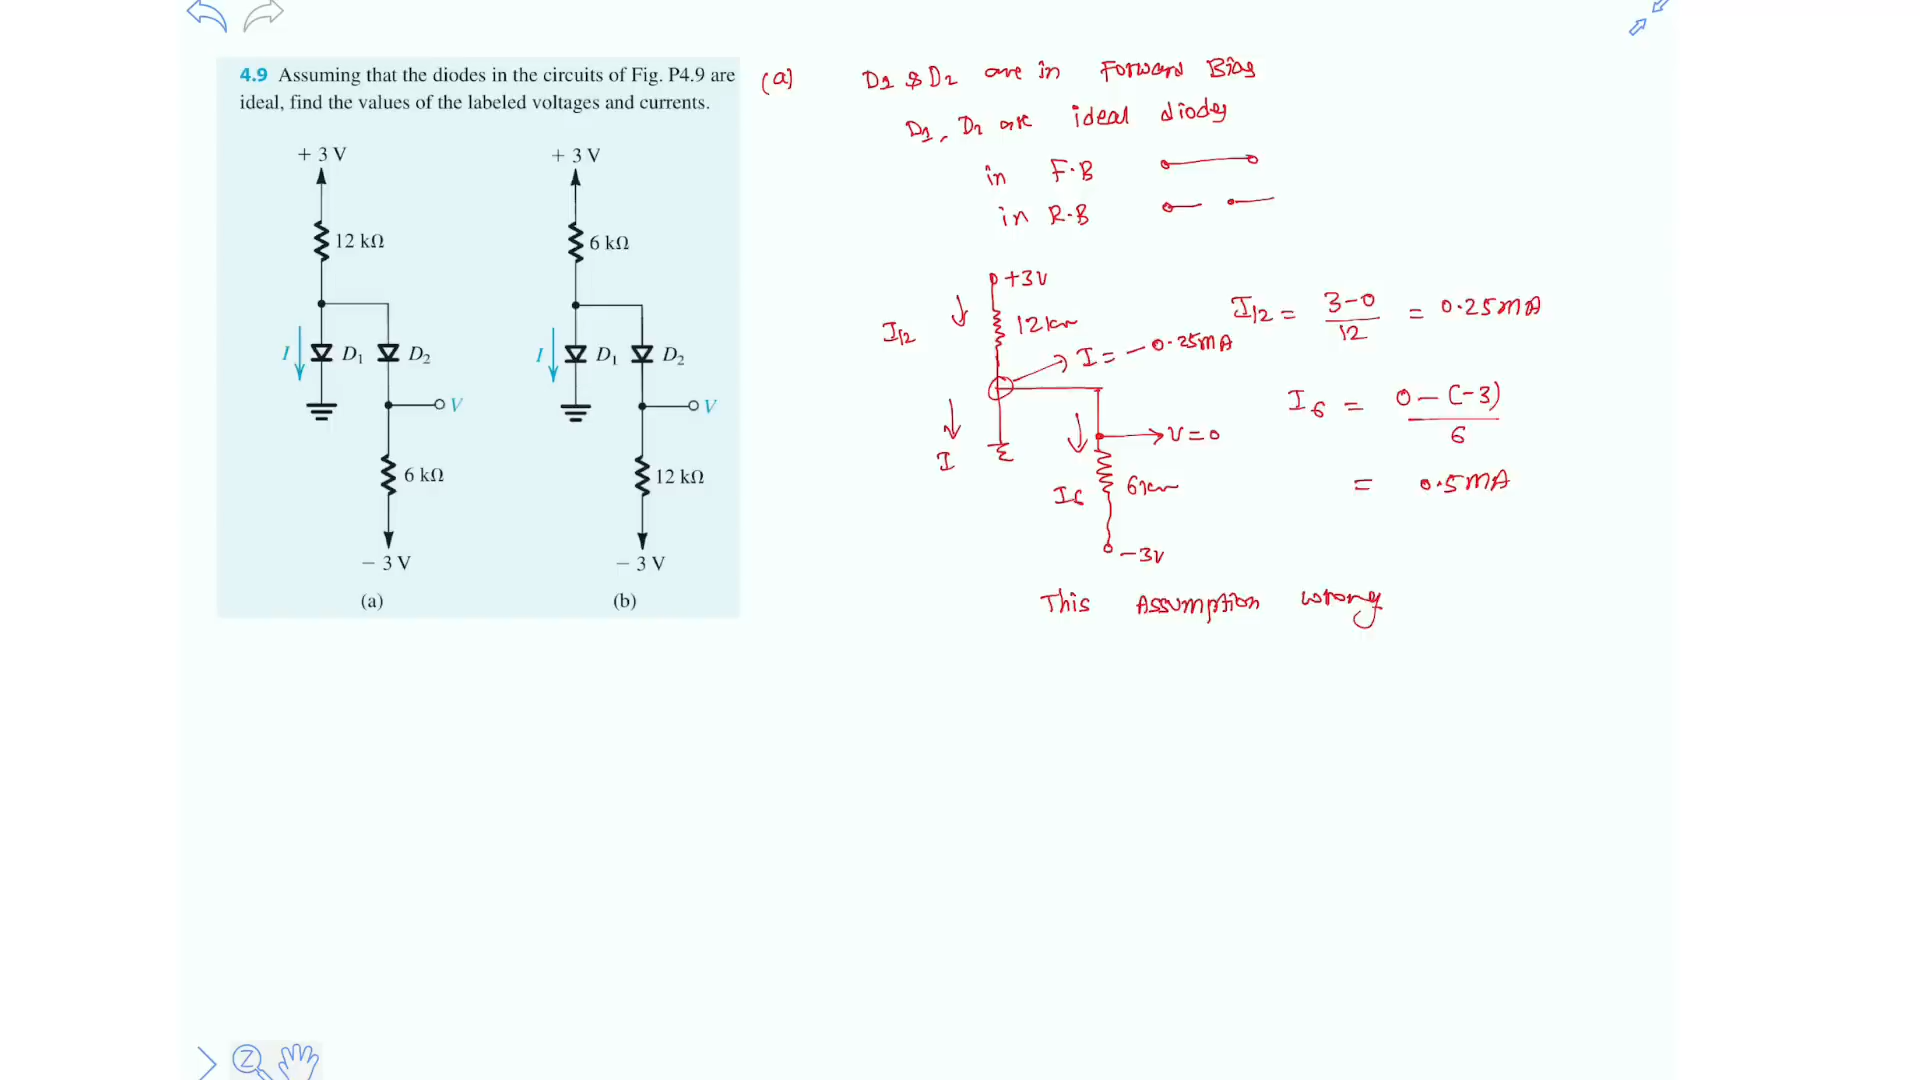 4.9 Assuming that the diodes in the circuits of Fig. P4.9 are
ideal, find the values of the labeled voltages and currents.
+ 3 V
12 kΩ
I
D1
D2
V
6 kΩ
− 3 V
(a)
+ 3 V
6 kΩ
I
D1
D2
V
12 kΩ
− 3 V
(b)
(a) D1 & D2 are in Forward Bias
D1, D2 are ideal diodes
in F.B
in R.B
+3V
I12
12kΩ
I = −0.25mA
I
V = 0
I6
6kΩ
−3V
I12 = 3−0 / 12 = 0.25mA
I6 = 0−(−3) / 6
= 0.5mA
This Assumption wrong
Z